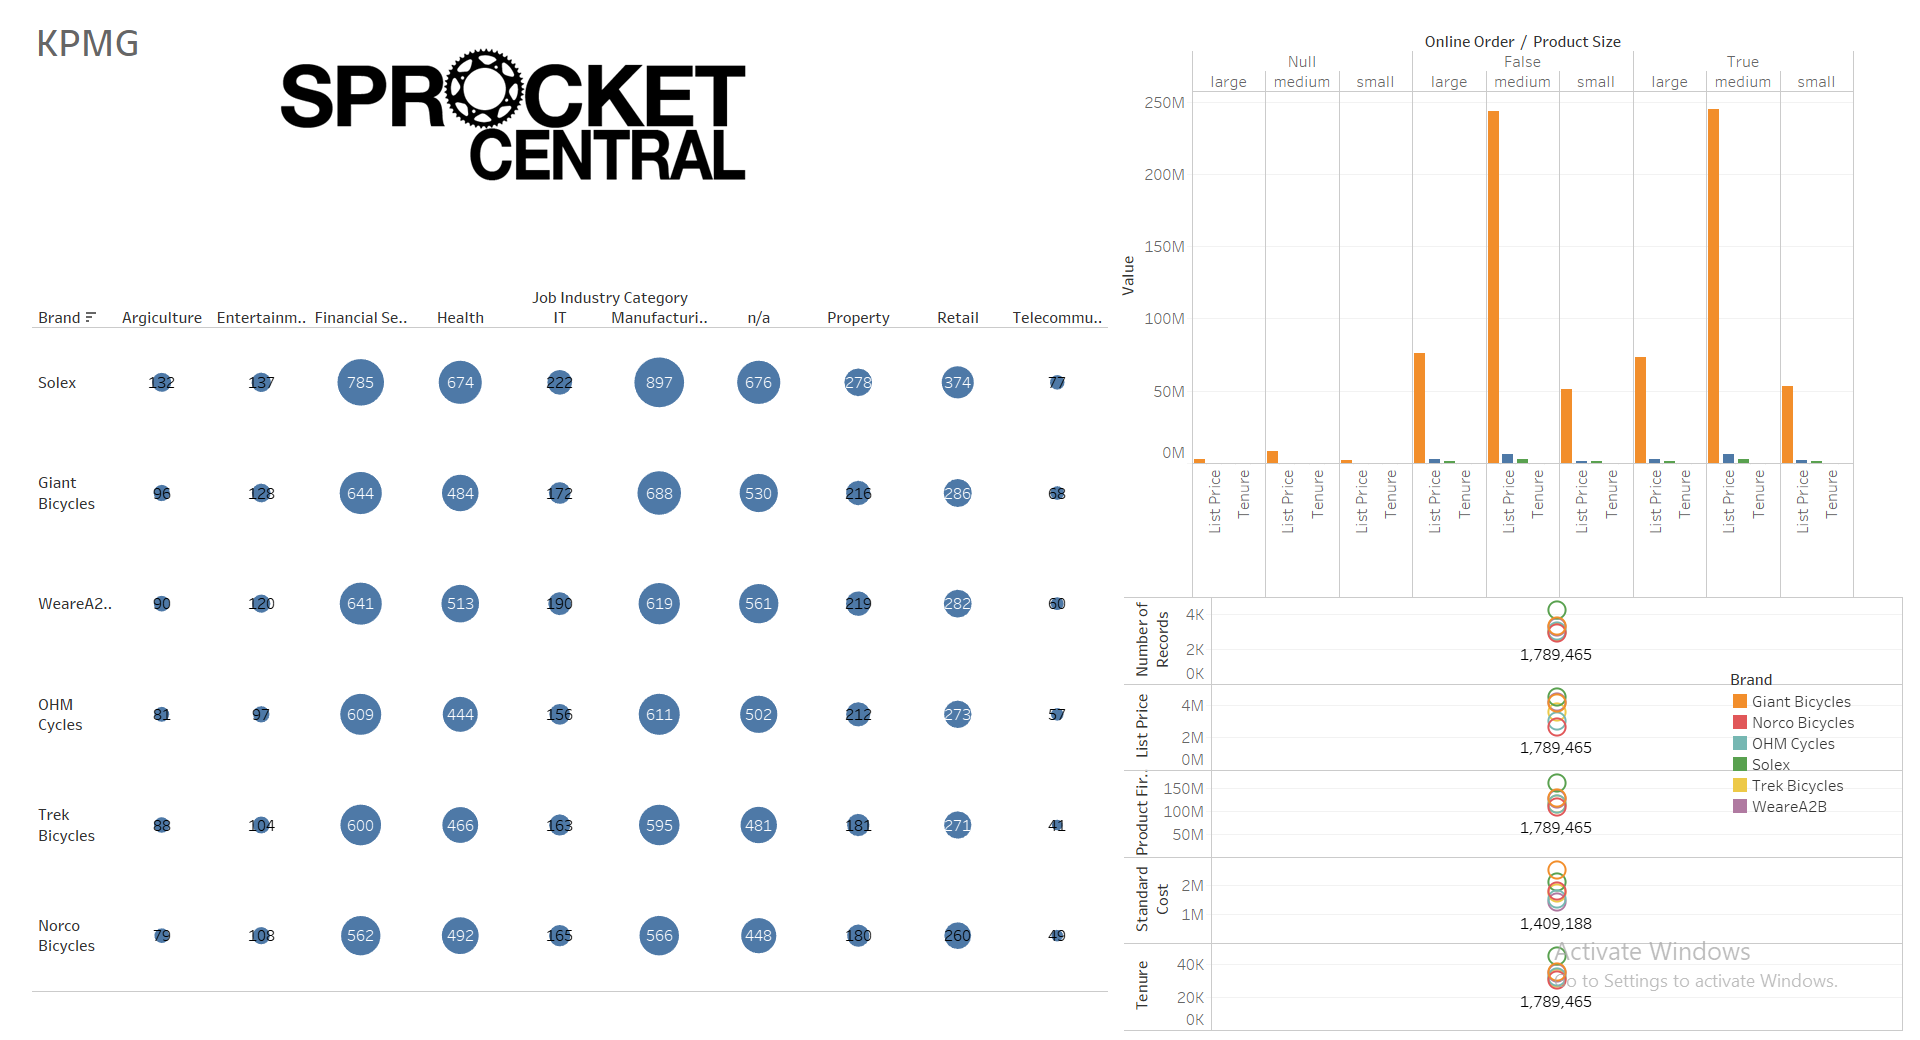 KPMG
SPROCKET
CENTRAL
Job Industry Category
Brand Argiculture Entertainm.. Financial Se.. Health IT Manufacturi.. n/a Property Retail Telecommu..
Solex 132 137 785 674 222 897 676 278 374 77
Giant
Bicycles 96 128 644 484 172 688 530 216 286 68
WeareA2.. 90 120 641 513 190 619 561 219 282 60
OHM
Cycles 81 97 609 444 156 611 502 212 273 57
Trek
Bicycles 88 104 600 466 163 595 481 181 271 41
Norco
Bicycles 79 108 562 492 165 566 448 180 260 49
Online Order / Product Size
Null False True
large medium small large medium small large medium small
Value
250M
200M
150M
100M
50M
0M
List Price Tenure List Price Tenure List Price Tenure List Price Tenure List Price Tenure List Price Tenure List Price Tenure List Price Tenure List Price Tenure
Number of
Records
4K
2K
0K
1,789,465
List Price
4M
2M
0M
1,789,465
Product Fir..
150M
100M
50M
1,789,465
Standard
Cost
2M
1M
1,409,188
Tenure
40K
20K
0K
1,789,465
Brand
Giant Bicycles
Norco Bicycles
OHM Cycles
Solex
Trek Bicycles
WeareA2B
Activate Windows
Go to Settings to activate Windows.